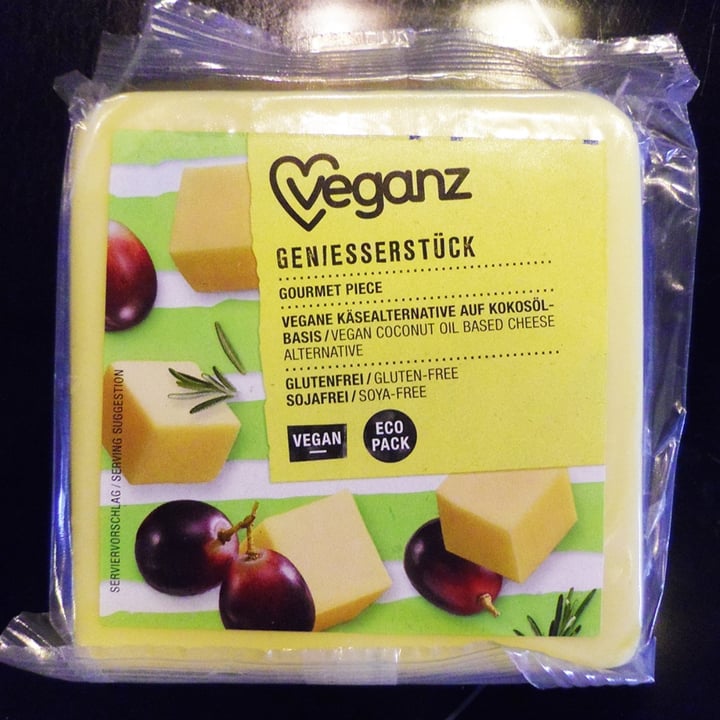 veganz
GENIESSERSTÜCK
GOURMET PIECE
VEGANE KÄSEALTERNATIVE AUF KOKOSÖL-
BASIS / VEGAN COCONUT OIL BASED CHEESE
ALTERNATIVE
GLUTENFREI / GLUTEN-FREE
SOJAFREI / SOYA-FREE
VEGAN
ECO
PACK
SERVIERVORSCHLAG / SERVING SUGGESTION